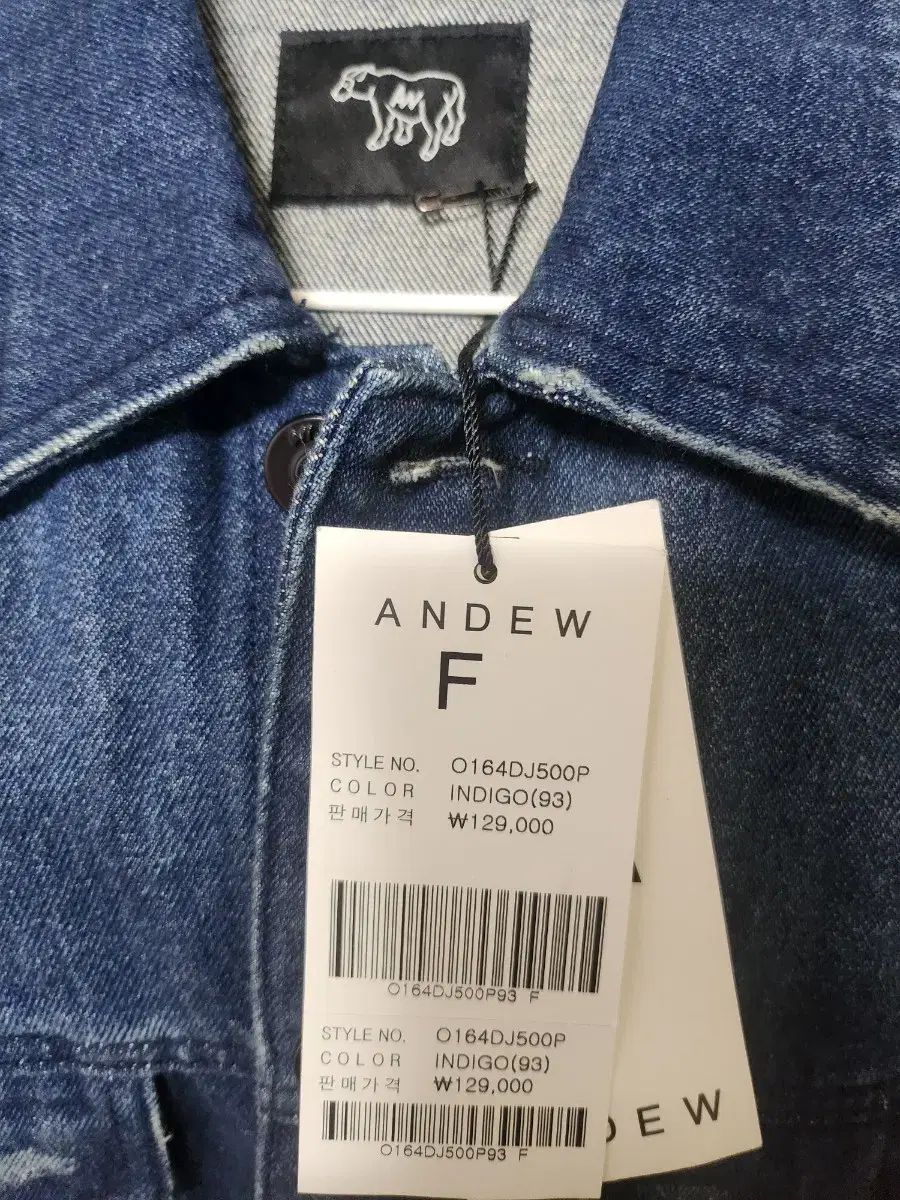 AW
ANDEW
F
STYLE NO. O164DJ500P
COLOR INDIGO(93)
판매가격 ₩129,000
O164DJ500P93 F
STYLE NO. O164DJ500P
COLOR INDIGO(93)
판매가격 ₩129,000
O164DJ500P93 F
DEW